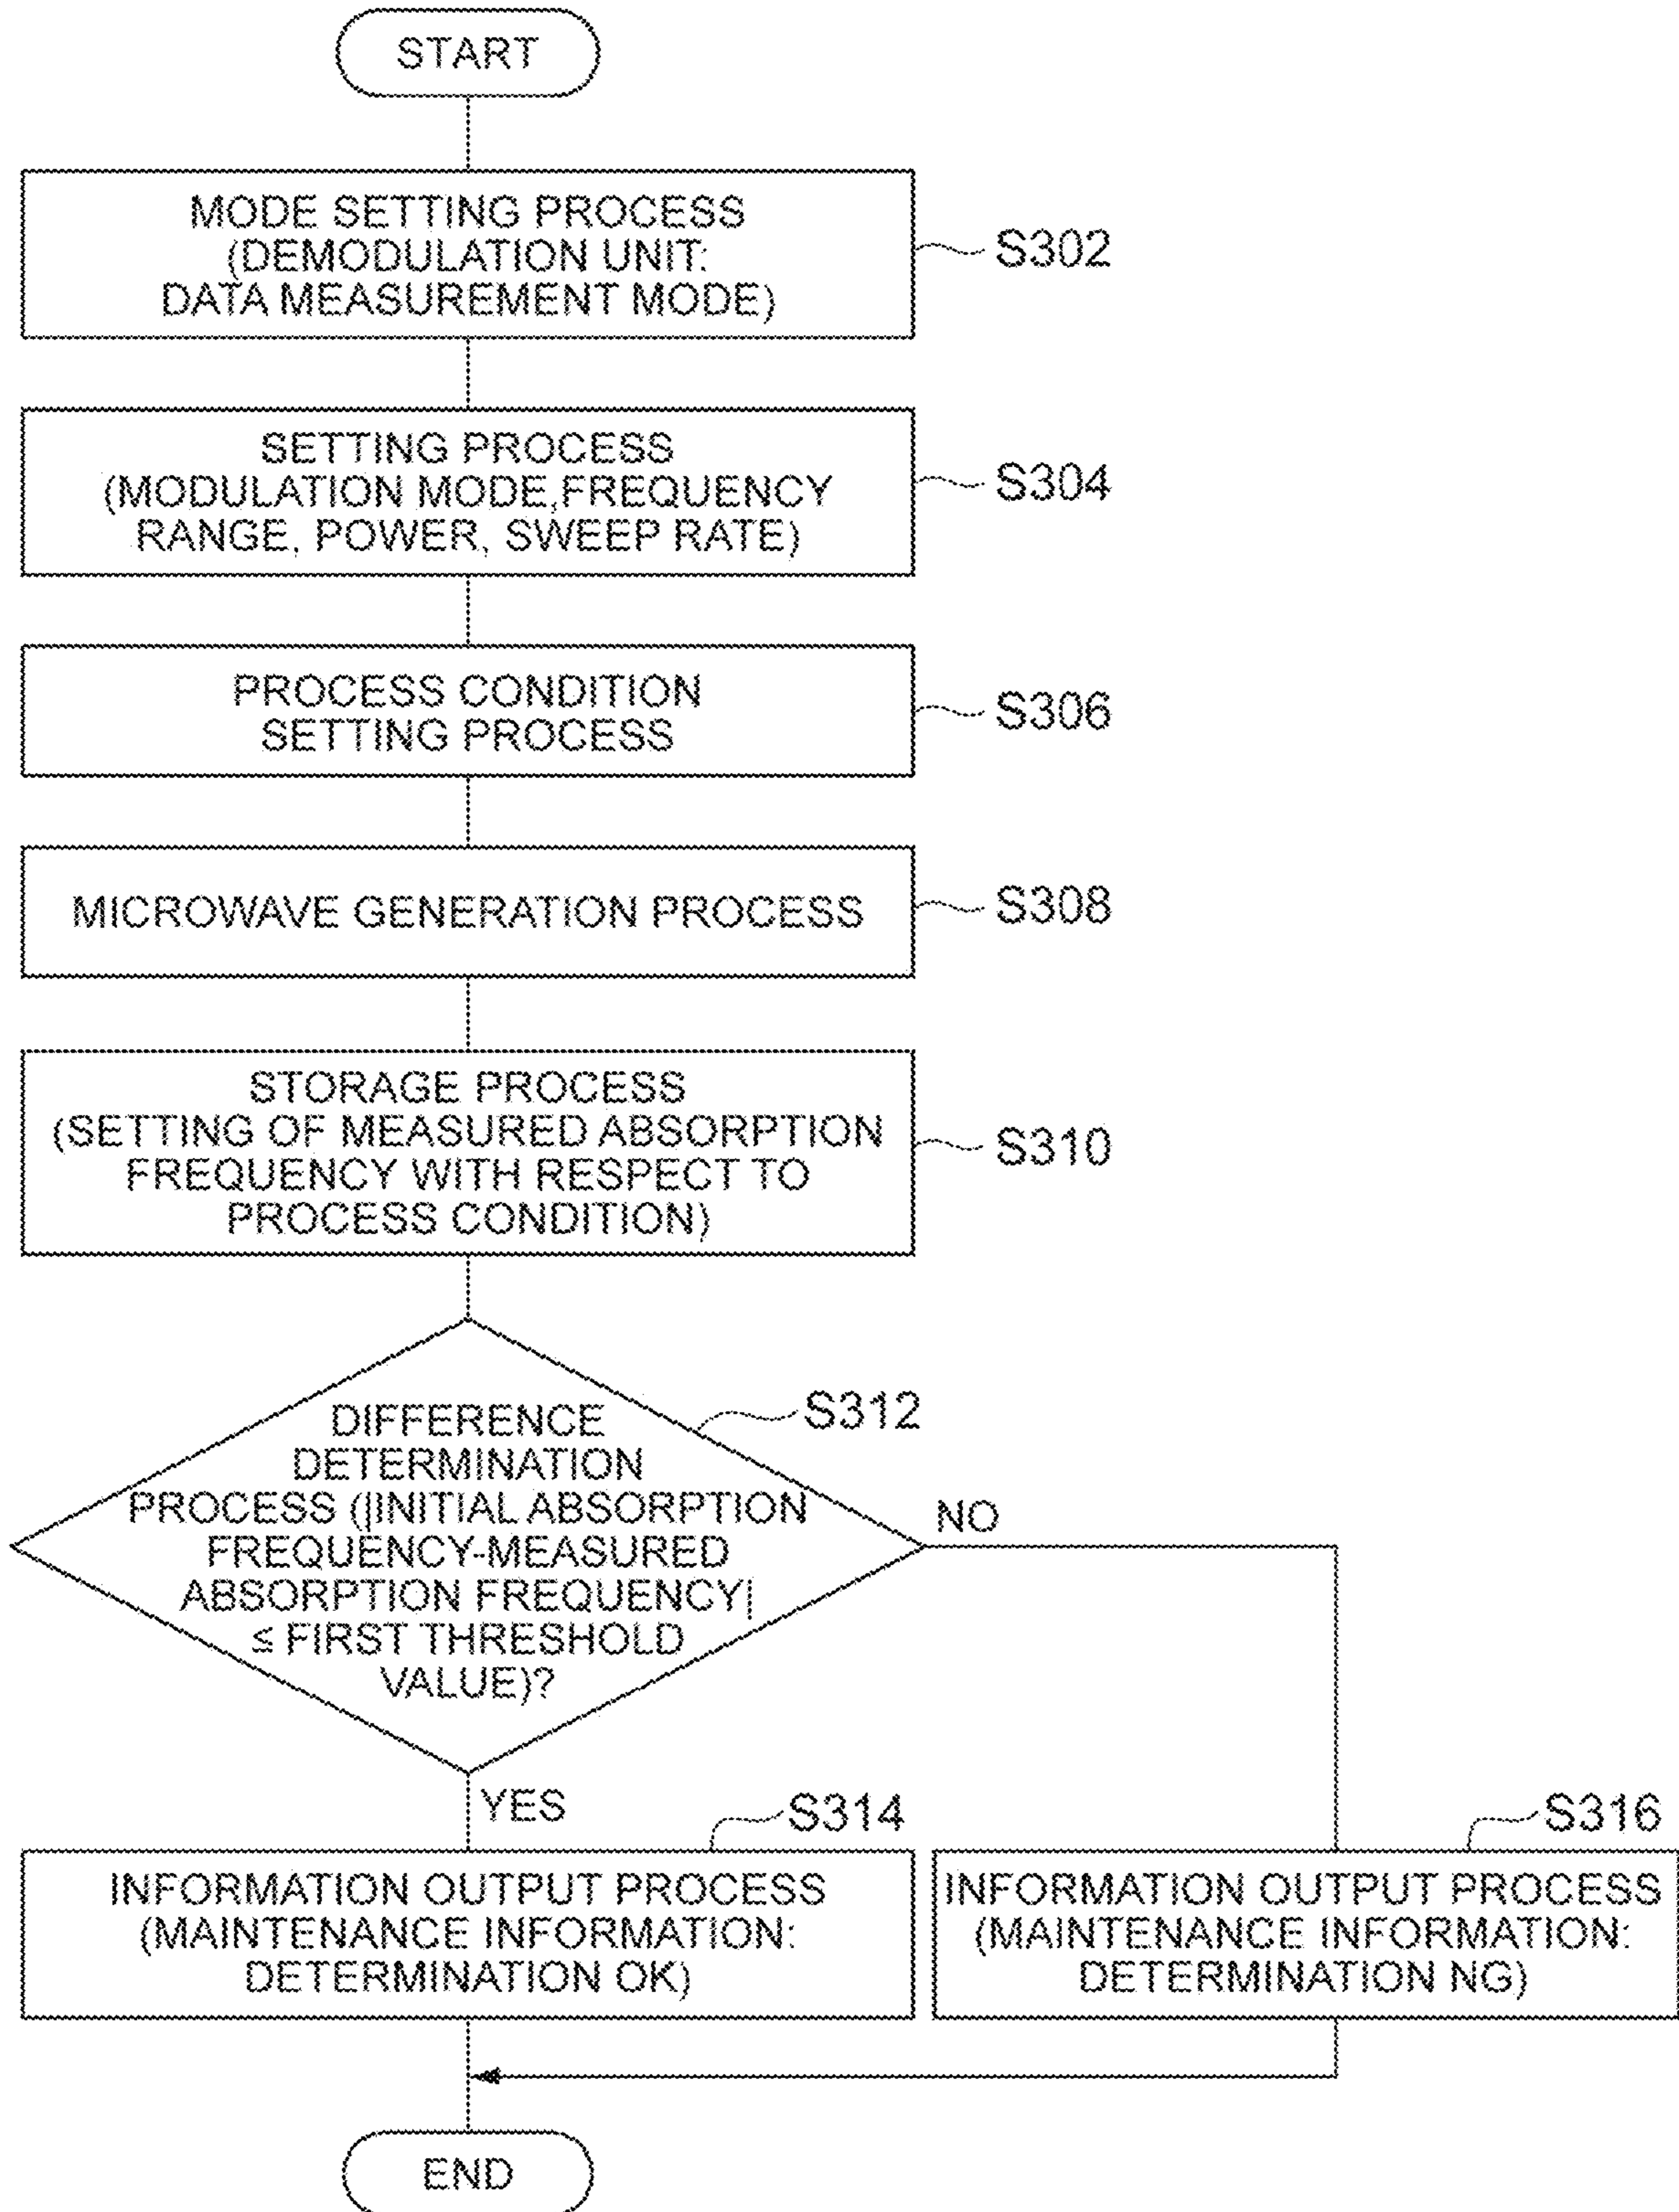 START
MODE SETTING PROCESS
(DEMODULATION UNIT:
DATA MEASUREMENT MODE)
S302
SETTING PROCESS
(MODULATION MODE,FREQUENCY
RANGE, POWER, SWEEP RATE)
S304
PROCESS CONDITION
SETTING PROCESS
S306
MICROWAVE GENERATION PROCESS
S308
STORAGE PROCESS
(SETTING OF MEASURED ABSORPTION
FREQUENCY WITH RESPECT TO
PROCESS CONDITION)
S310
S312
DIFFERENCE
DETERMINATION
PROCESS (|INITIAL ABSORPTION
FREQUENCY-MEASURED
ABSORPTION FREQUENCY|
≦ FIRST THRESHOLD
VALUE)?
NO
YES
S314
INFORMATION OUTPUT PROCESS
(MAINTENANCE INFORMATION:
DETERMINATION OK)
S316
INFORMATION OUTPUT PROCESS
(MAINTENANCE INFORMATION:
DETERMINATION NG)
END